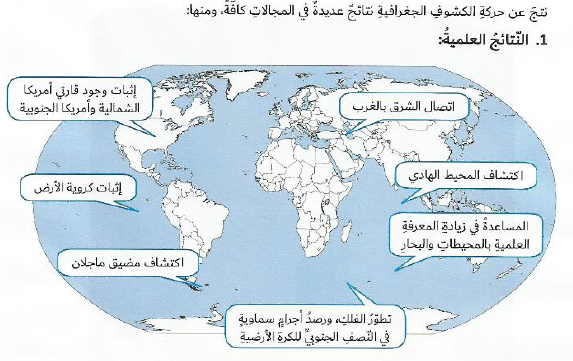 نتجَ عن حركةِ الكشوفِ الجغرافيةِ نتائجُ عديدةٌ في المجالاتِ كافّةً، ومنها:
1. النّتائجُ العلميةُ:
إثبات وجود قارتي أمريكا
الشمالية وأمريكا الجنوبية
اتصال الشرق بالغرب
اكتشاف المحيط الهادي
إثبات كروية الأرض
المساعدةُ في زيادةِ المعرفةِ
العلميةِ بالمحيطاتِ والبحارِ
اكتشاف مضيق ماجلان
تطوّرُ الفلكِ، ورصدُ أجرامٍ سماويةٍ
في النّصفِ الجنوبيِّ للكرةِ الأرضيةِ